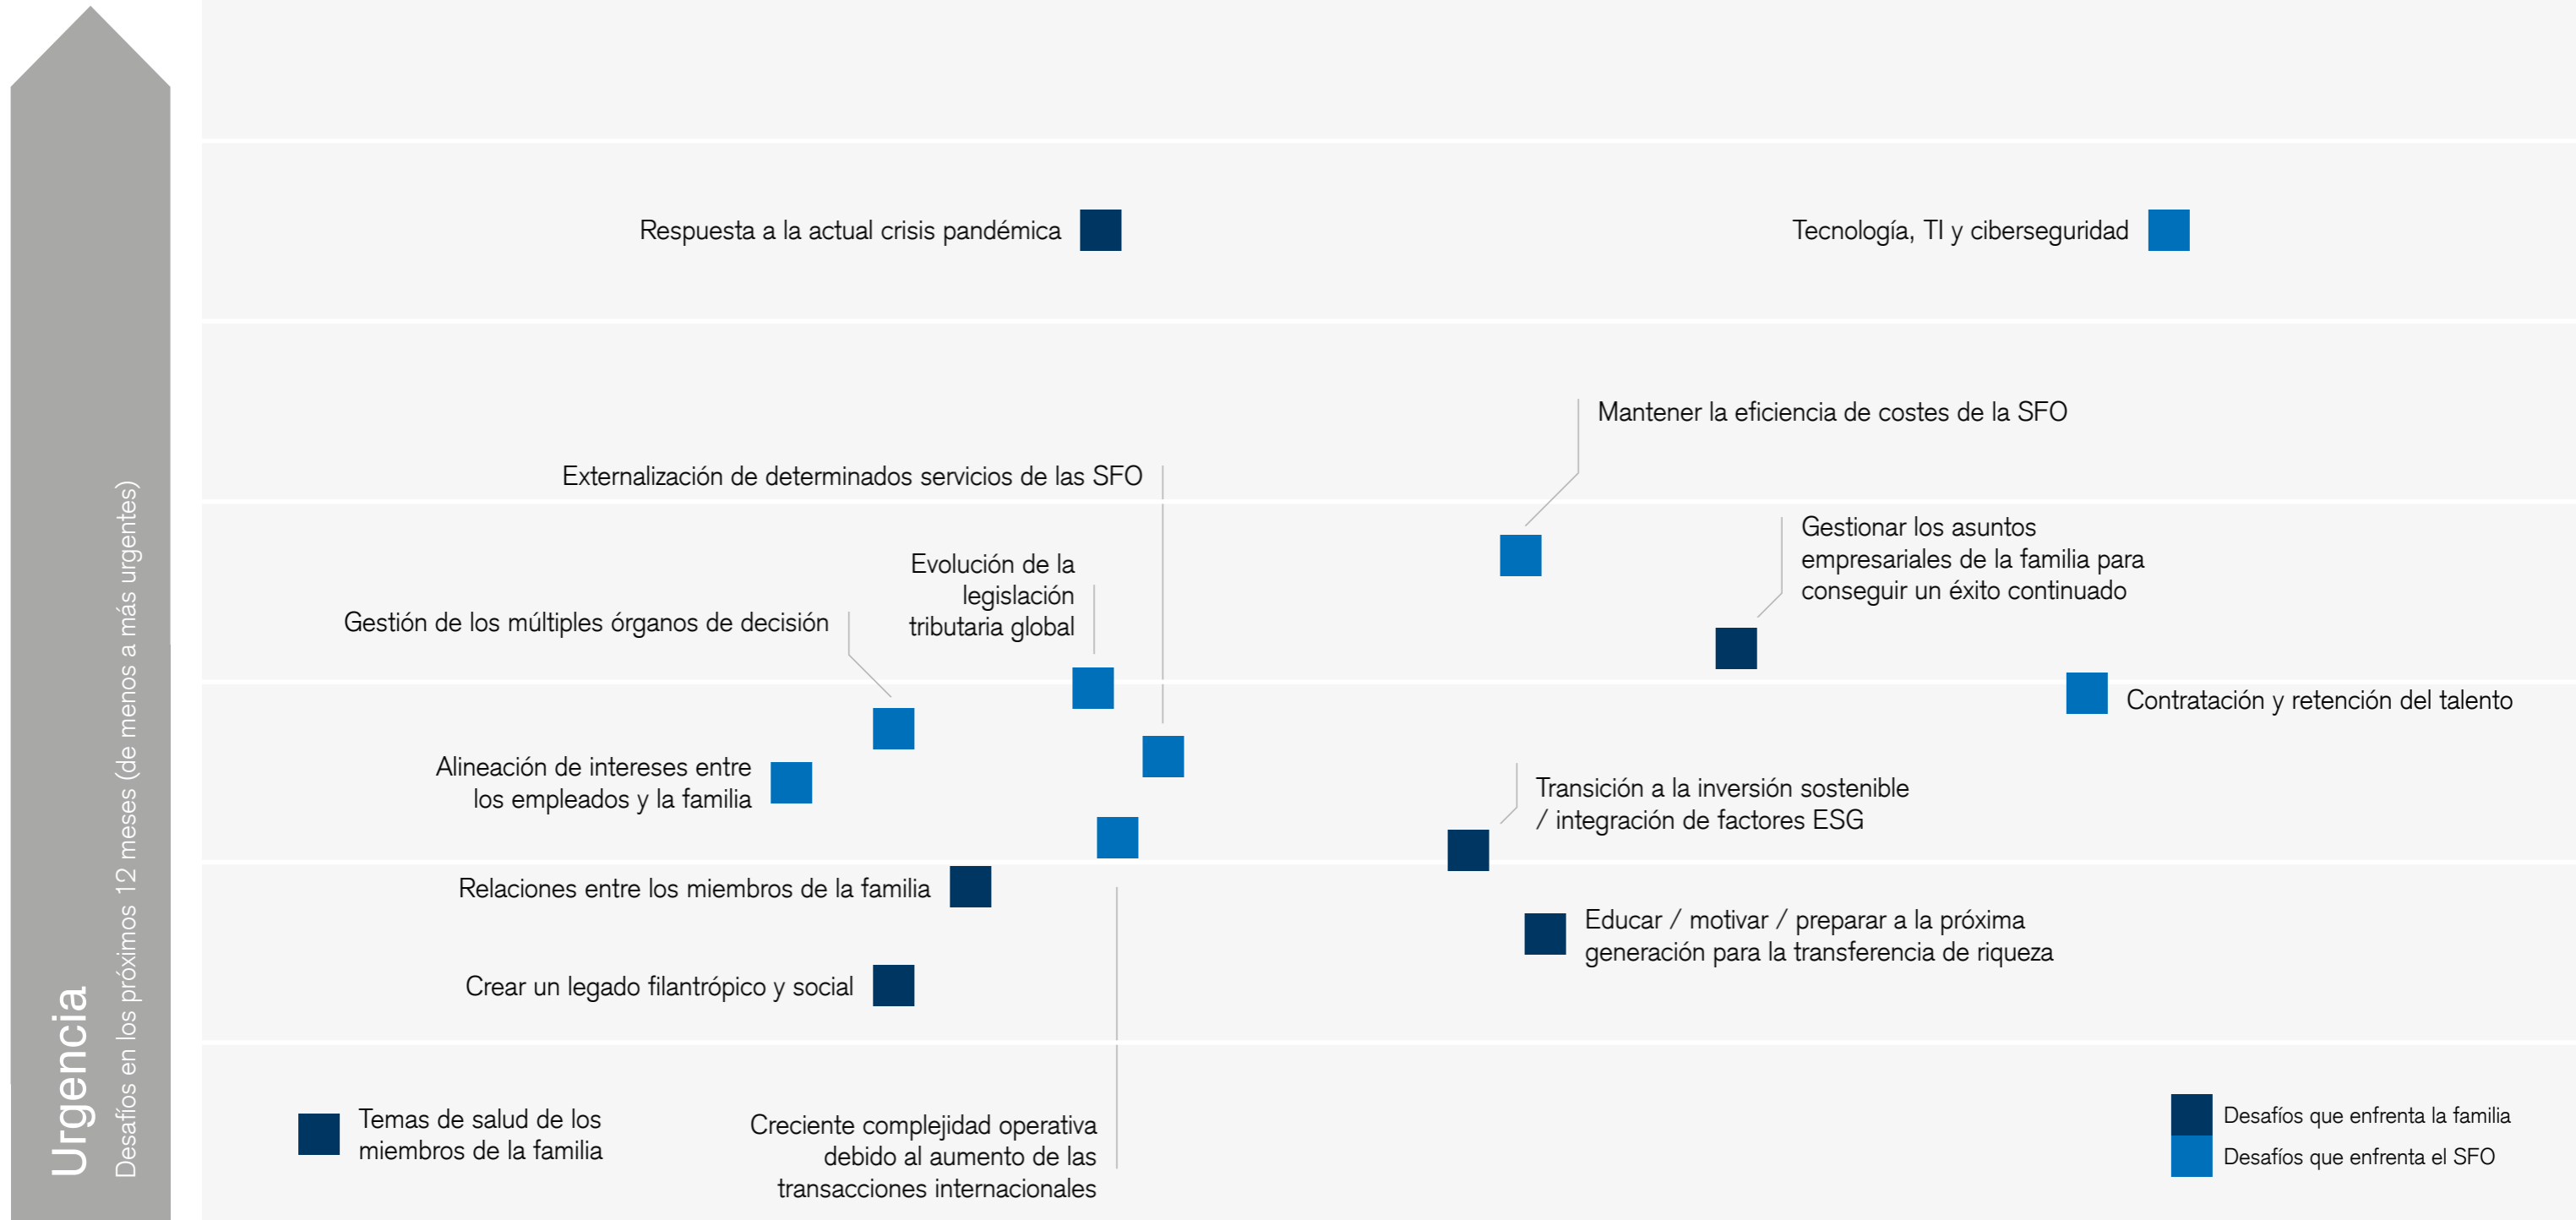 Urgencia
Desafíos en los próximos 12 meses (de menos a más urgentes)
Respuesta a la actual crisis pandémica
Tecnología, TI y ciberseguridad
Mantener la eficiencia de costes de la SFO
Externalización de determinados servicios de las SFO
Gestionar los asuntos
empresariales de la familia para
conseguir un éxito continuado
Evolución de la
legislación
tributaria global
Gestión de los múltiples órganos de decisión
Contratación y retención del talento
Alineación de intereses entre
los empleados y la familia
Transición a la inversión sostenible
/ integración de factores ESG
Relaciones entre los miembros de la familia
Educar / motivar / preparar a la próxima
generación para la transferencia de riqueza
Crear un legado filantrópico y social
Temas de salud de los
miembros de la familia
Creciente complejidad operativa
debido al aumento de las
transacciones internacionales
Desafíos que enfrenta la familia
Desafíos que enfrenta el SFO